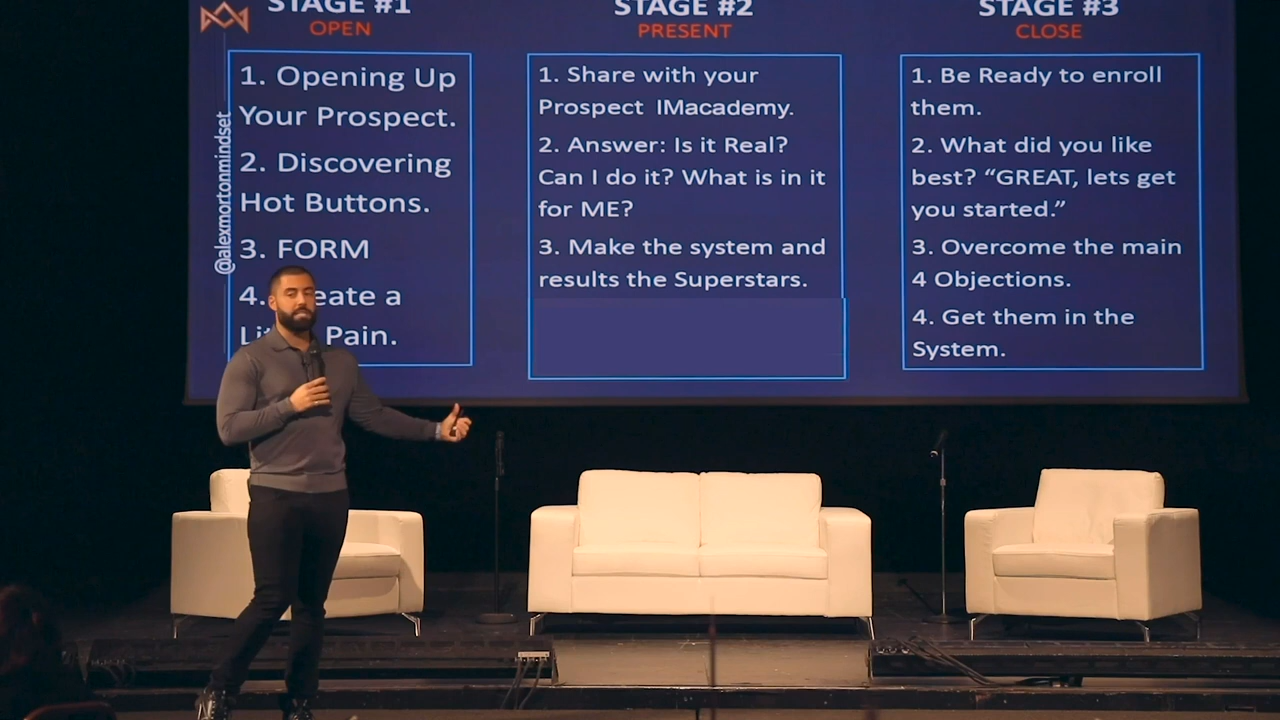 STAGE #1
OPEN
1. Opening Up
Your Prospect.
2. Discovering
Hot Buttons.
3. FORM
4.
Pain.
STAGE #2
PRESENT
1. Share with your
Prospect IMacademy.
2. Answer: Is it Real?
Can I do it? What is in it
for ME?
3. Make the system and
results the Superstars.
STAGE #3
CLOSE
1. Be Ready to enroll
them.
2. What did you like
best? “GREAT, lets get
you started.”
3. Overcome the main
4 Objections.
4. Get them in the
System.
@alexmortonmindset